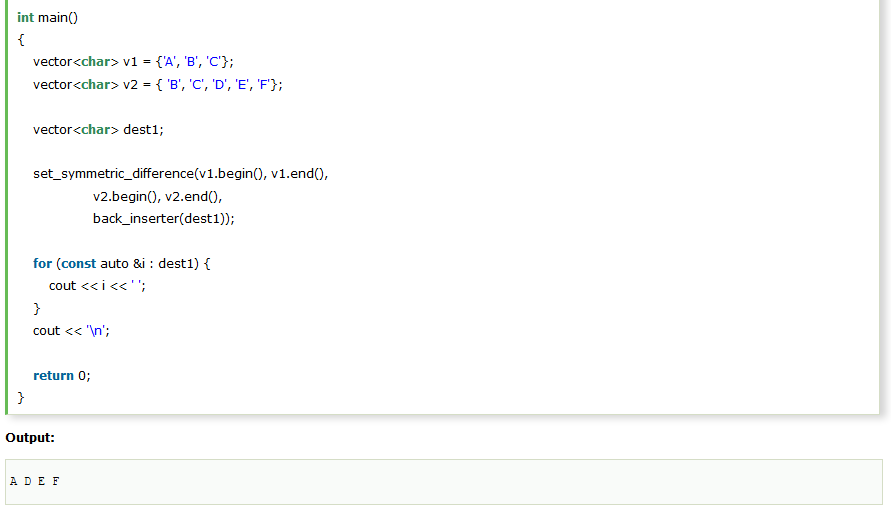 int main()
{
vector<char> v1 = {'A', 'B', 'C'};
vector<char> v2 = { 'B', 'C', 'D', 'E', 'F'};
vector<char> dest1;
set_symmetric_difference(v1.begin(), v1.end(),
v2.begin(), v2.end(),
back_inserter(dest1));
for (const auto &i : dest1) {
cout << i << ' ';
}
cout << '\n';
return 0;
}
Output:
A D E F